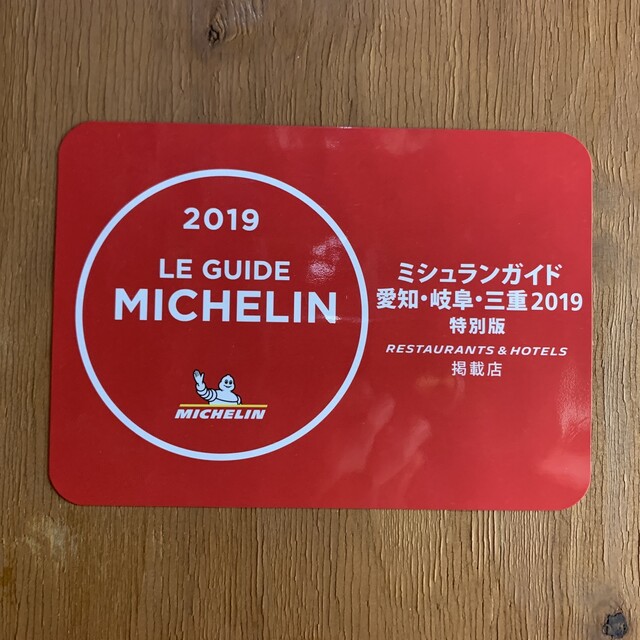 2019
LE GUIDE
MICHELIN
MICHELIN
ミシュランガイド
愛知・岐阜・三重2019
特別版
RESTAURANTS & HOTELS
掲載店